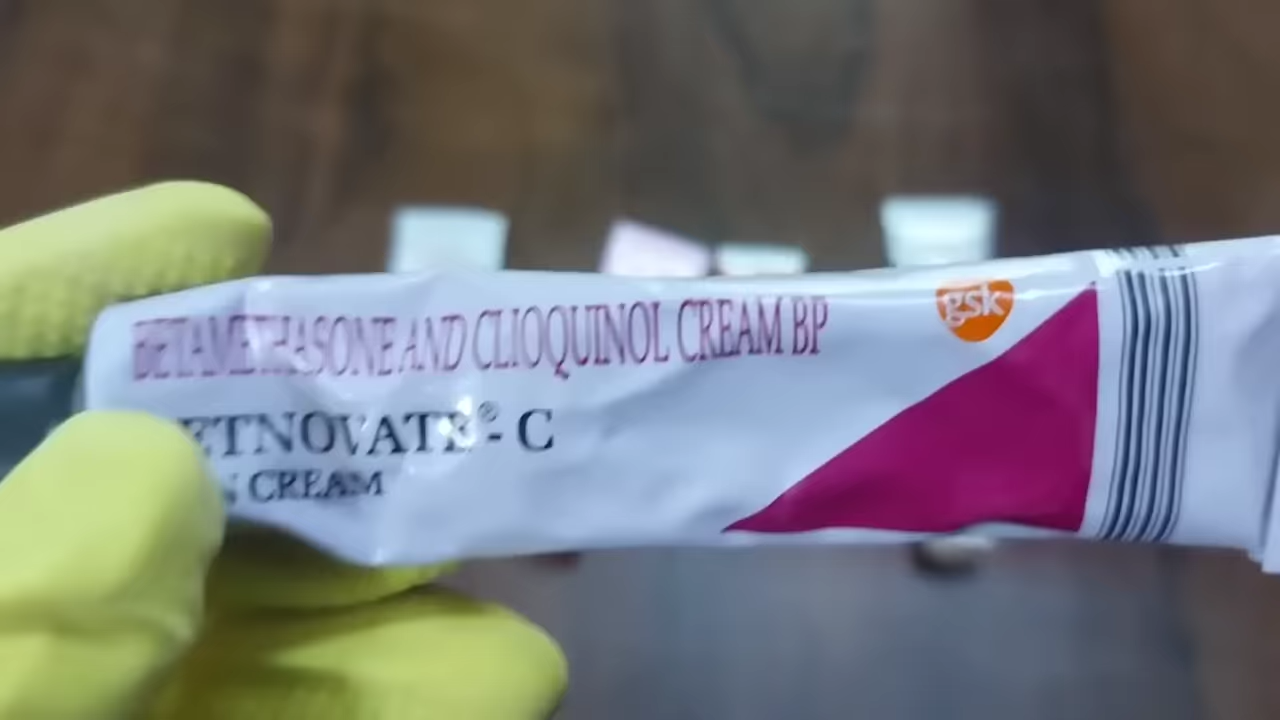 BETAMETHASONE AND CLIOQUINOL CREAM BP
gsk
ETNOVATE®- C
N CREAM